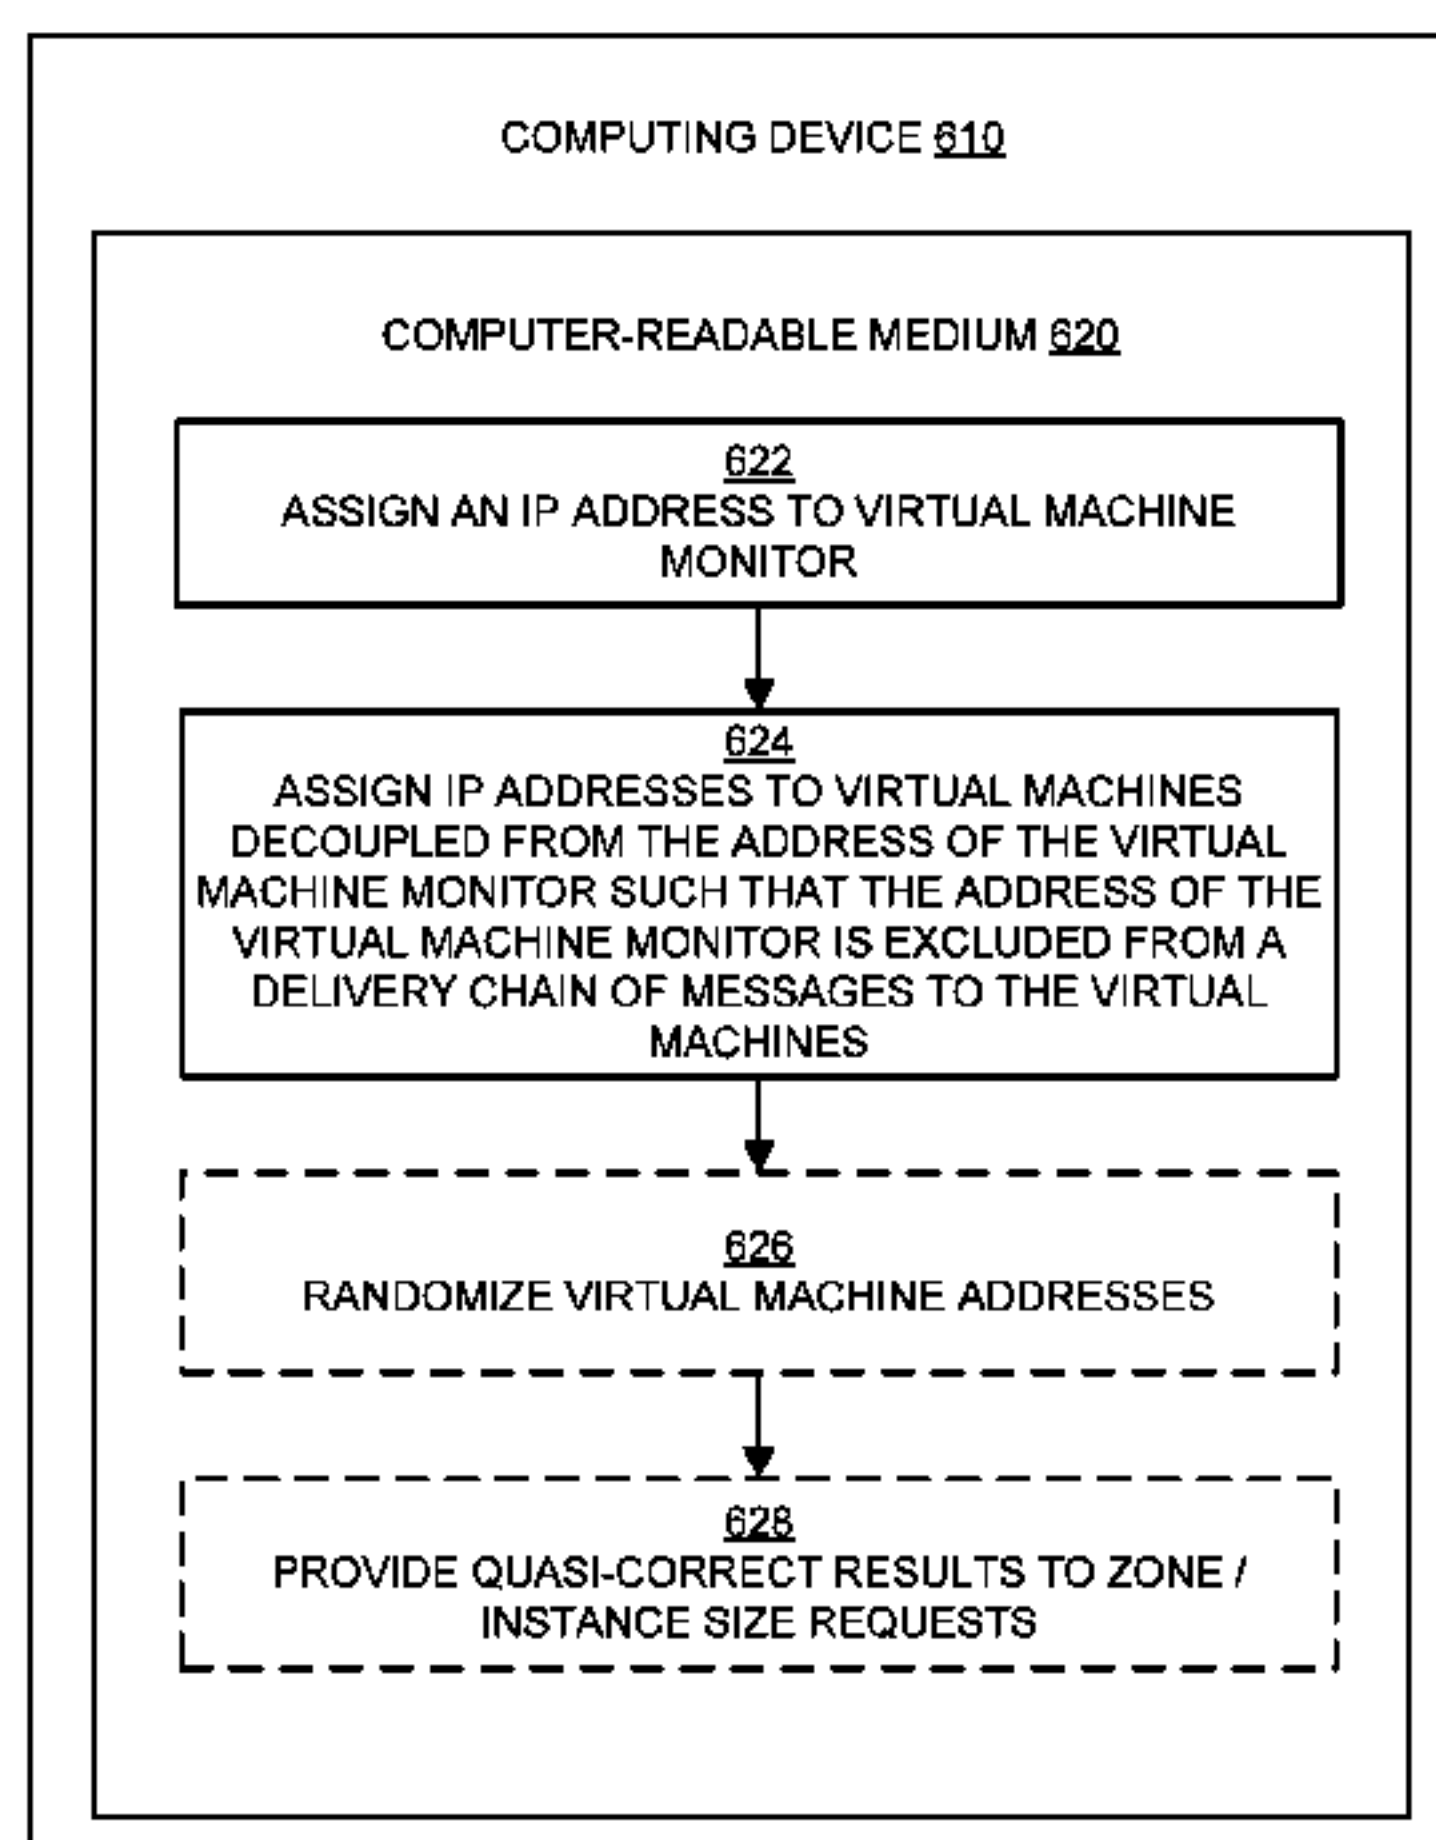 COMPUTING DEVICE 610
COMPUTER-READABLE MEDIUM 620
622
ASSIGN AN IP ADDRESS TO VIRTUAL MACHINE
MONITOR
624
ASSIGN IP ADDRESSES TO VIRTUAL MACHINES
DECOUPLED FROM THE ADDRESS OF THE VIRTUAL
MACHINE MONITOR SUCH THAT THE ADDRESS OF THE
VIRTUAL MACHINE MONITOR IS EXCLUDED FROM A
DELIVERY CHAIN OF MESSAGES TO THE VIRTUAL
MACHINES
626
RANDOMIZE VIRTUAL MACHINE ADDRESSES
628
PROVIDE QUASI-CORRECT RESULTS TO ZONE /
INSTANCE SIZE REQUESTS